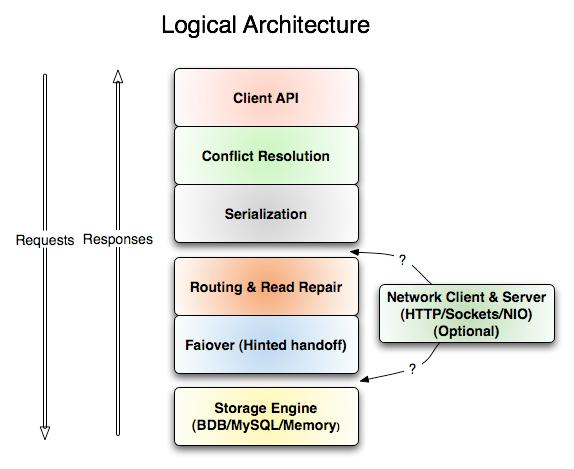 Logical Architecture
Client API
Conflict Resolution
Serialization
Requests Responses
?
Routing & Read Repair
Network Client & Server
(HTTP/Sockets/NIO)
(Optional)
Faiover (Hinted handoff)
?
Storage Engine
(BDB/MySQL/Memory)